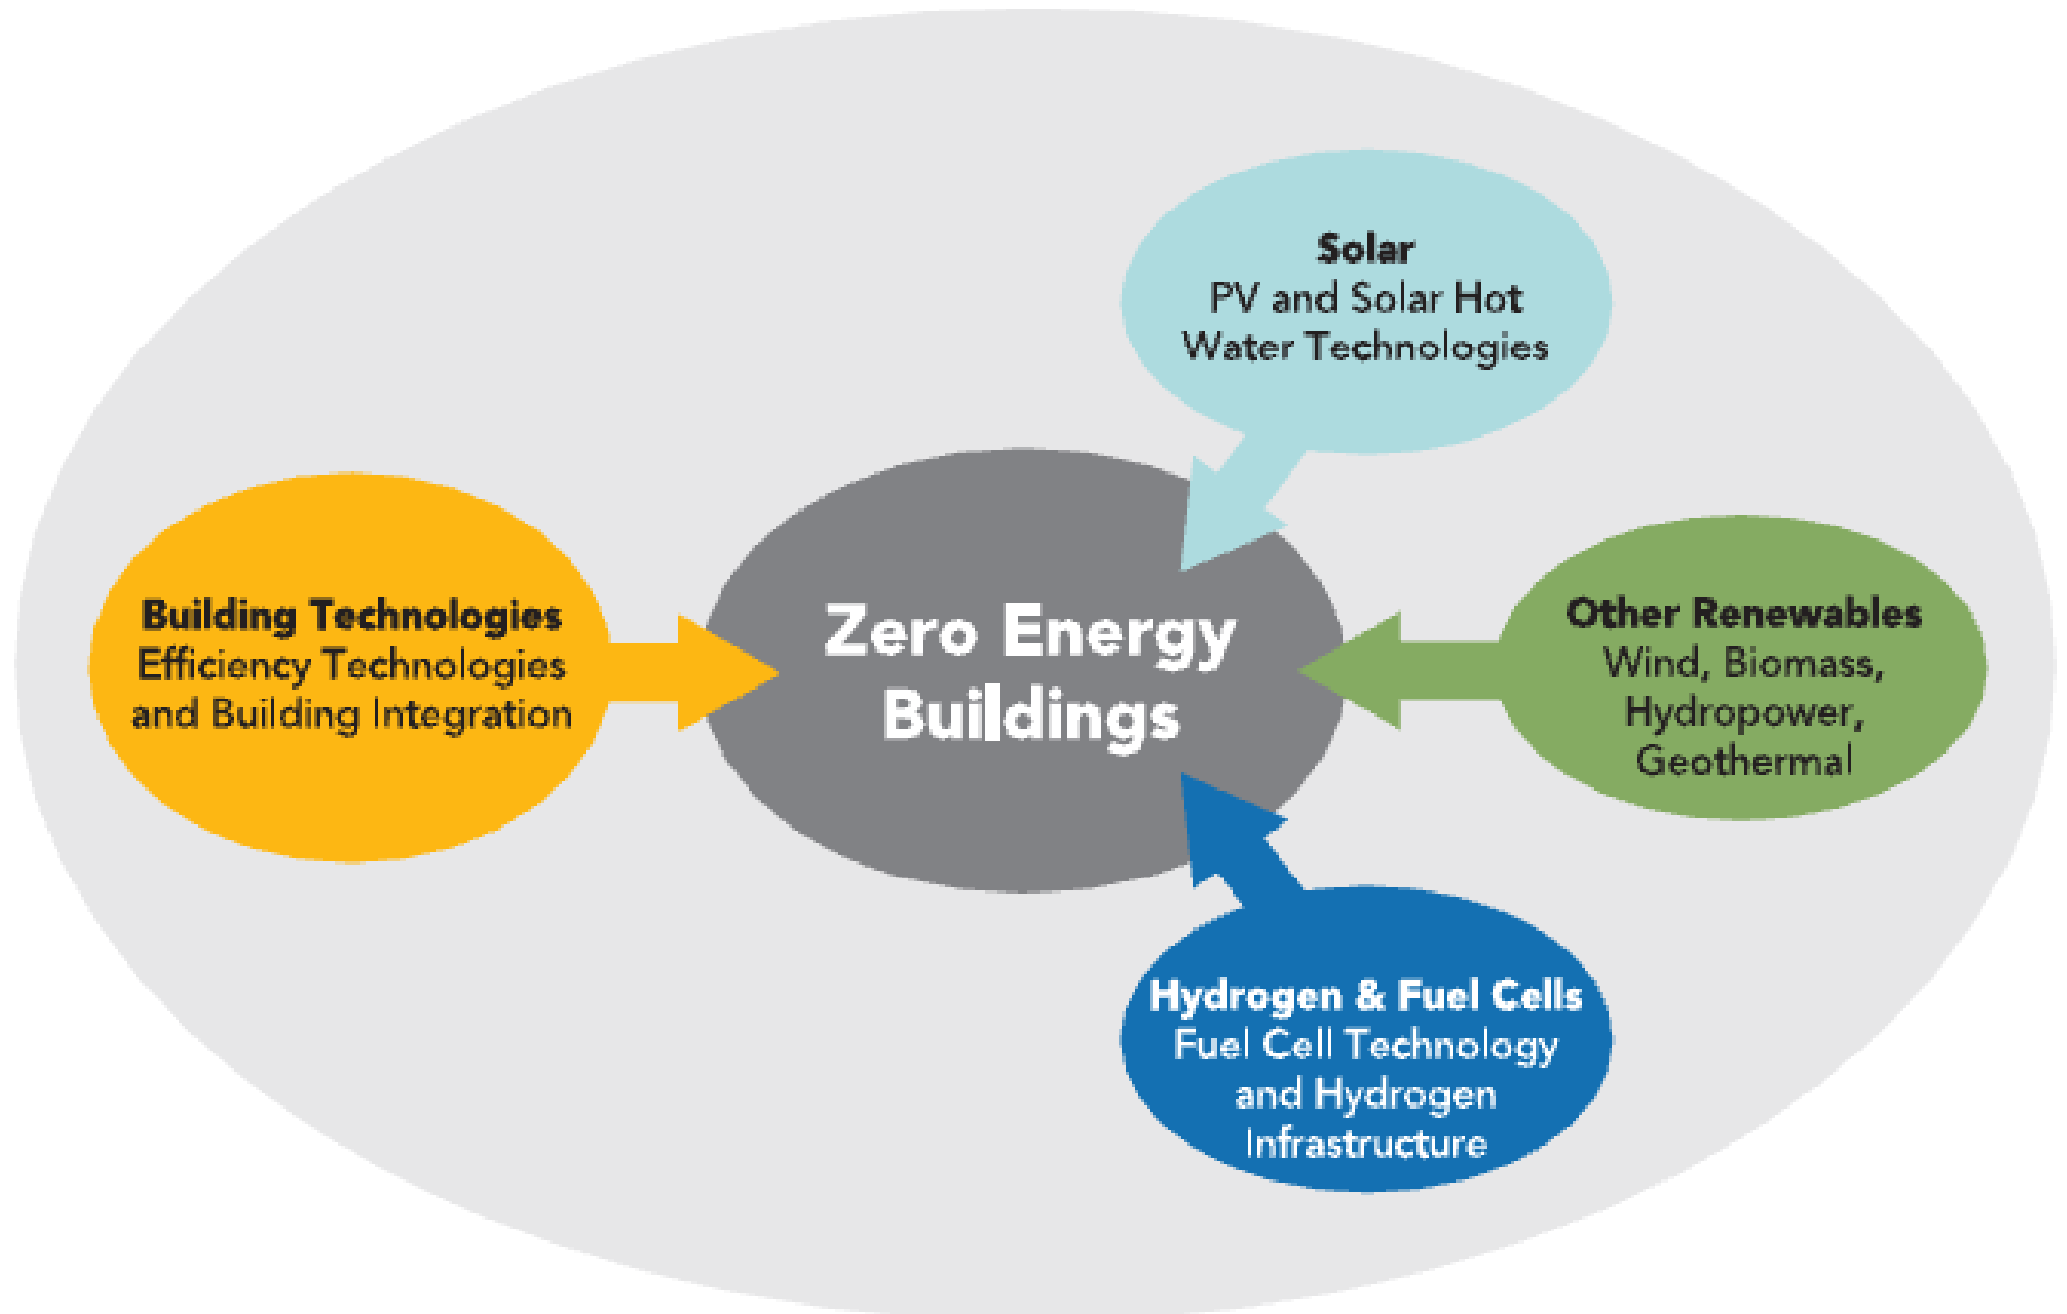 Solar
PV and Solar Hot
Water Technologies
Building Technologies
Efficiency Technologies
and Building Integration
Zero Energy
Buildings
Other Renewables
Wind, Biomass,
Hydropower,
Geothermal
Hydrogen & Fuel Cells
Fuel Cell Technology
and Hydrogen
Infrastructure